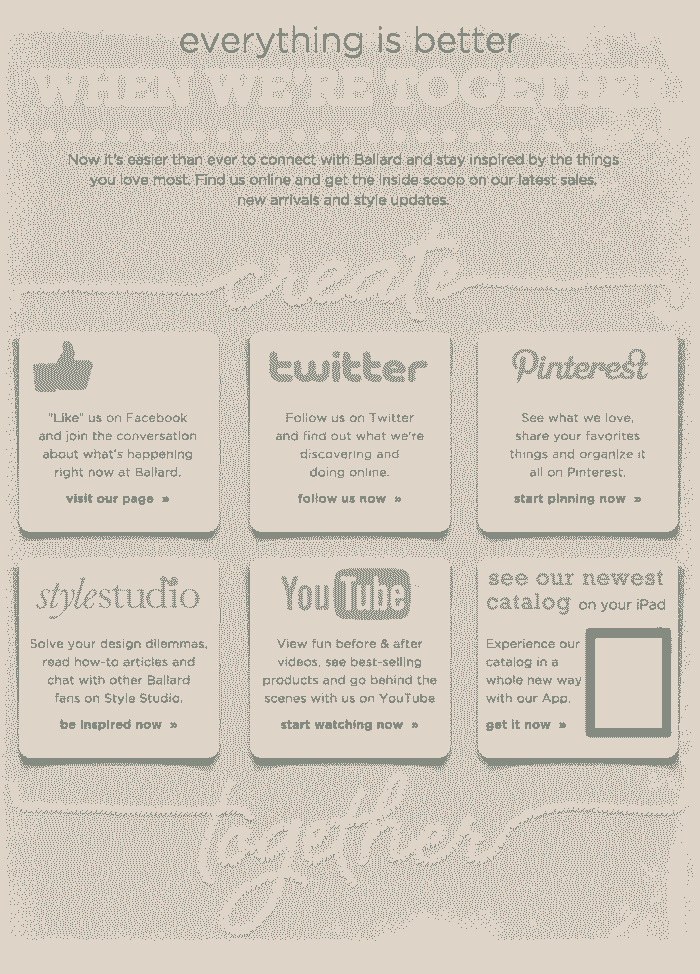 everything is better
WHEN WE'RE TOGETHER
Now it's easier than ever to connect with Ballard and stay inspired by the things
you love most. Find us online and get the inside scoop on our latest sales,
new arrivals and style updates.
create
"Like" us on Facebook
and join the conversation
about what's happening
right now at Ballard.
visit our page »
twitter
Follow us on Twitter
and find out what we're
discovering and
doing online.
follow us now »
Pinterest
See what we love,
share your favorites
things and organize it
all on Pinterest.
start pinning now »
stylestudio
Solve your design dilemmas,
read how-to articles and
chat with other Ballard
fans on Style Studio.
be inspired now »
YouTube
View fun before & after
videos, see best-selling
products and go behind the
scenes with us on YouTube
start watching now »
see our newest
catalog on your iPad
Experience our
catalog in a
whole new way
with our App.
get it now »
together